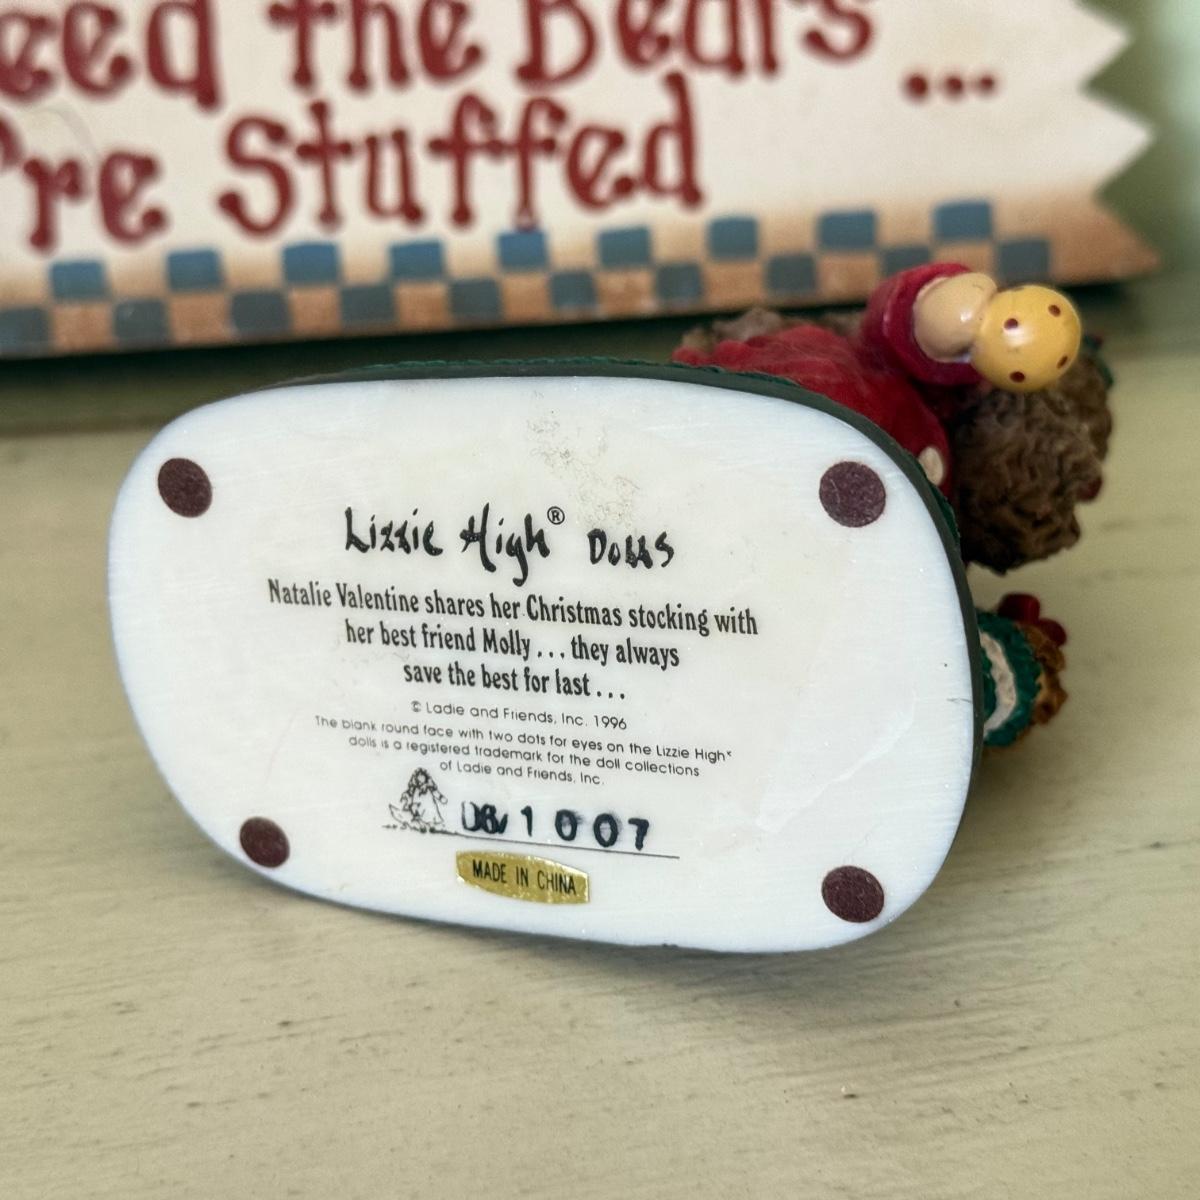 eed the Bears ...
're Stuffed
Lizzie High® Dolls
Natalie Valentine shares her Christmas stocking with
her best friend Molly . . . they always
save the best for last . . .
© Ladie and Friends, Inc. 1996
The blank round face with two dots for eyes on the Lizzie High®
dolls is a registered trademark for the doll collections
of Ladie and Friends, Inc.
1007
MADE IN CHINA